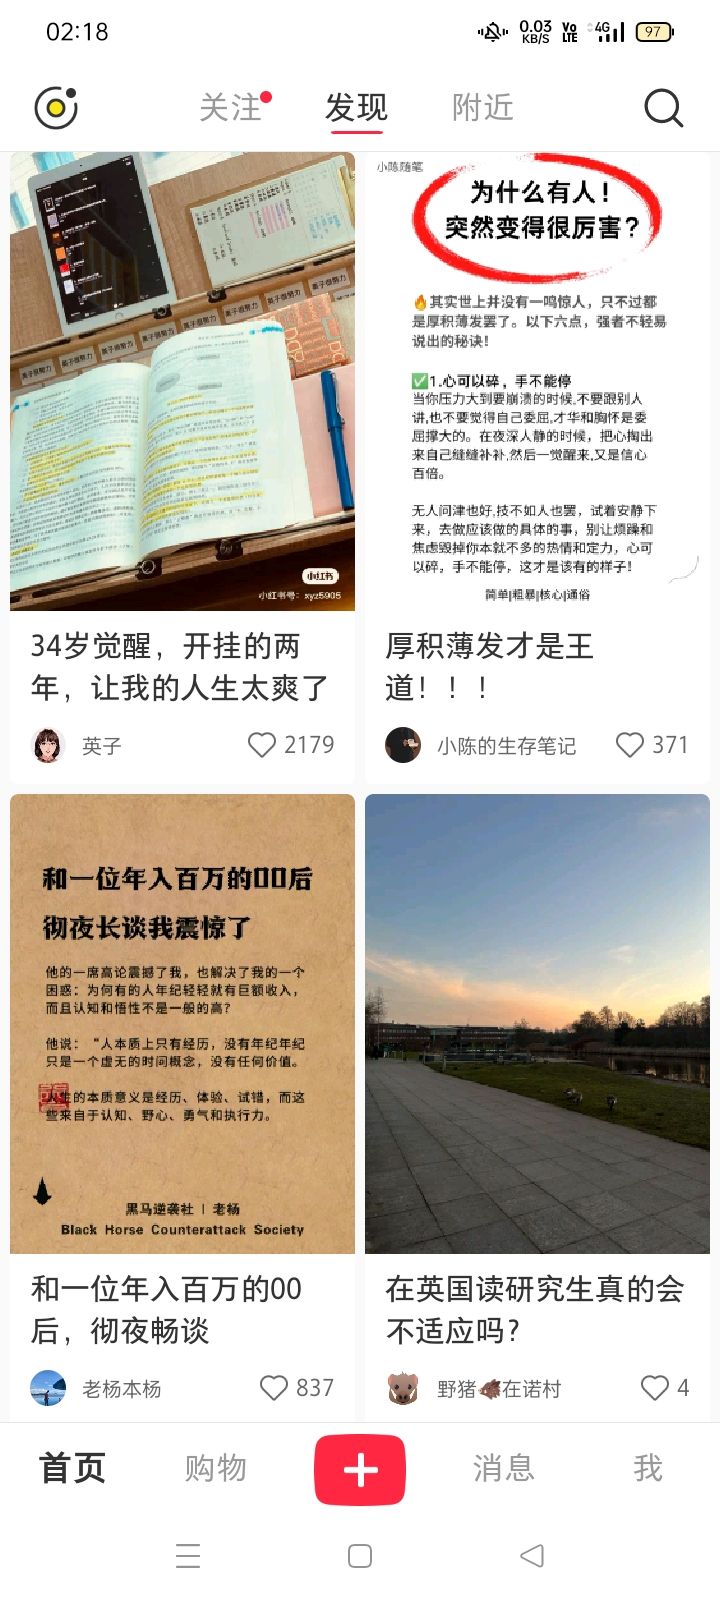 02:18
0.03
KB/S
Vo
LTE
4G
97
关注
发现
附近
小红书
小红书号: xyz5905
34岁觉醒，开挂的两
年，让我的人生太爽了
英子
2179
小陈随笔
为什么有人！
突然变得很厉害？
🔥其实世上并没有一鸣惊人，只不过都
是厚积薄发罢了。以下六点，强者不轻易
说出的秘诀！
✅1.心可以碎，手不能停
当你压力大到要崩溃的时候,不要跟别人
讲,也不要觉得自己委屈,才华和胸怀是委
屈撑大的。在夜深人静的时候，把心掏出
来自己缝缝补补,然后一觉醒来,又是信心
百倍。
无人问津也好,技不如人也罢，试着安静下
来，去做应该做的具体的事，别让烦躁和
焦虑毁掉你本就不多的热情和定力，心可
以碎，手不能停，这才是该有的样子！
简单|粗暴|核心|通俗
厚积薄发才是王
道！！！
小陈的生存笔记
371
和一位年入百万的00后
彻夜长谈我震惊了
他的一席高论震撼了我，也解决了我的一个
困惑：为何有的人年纪轻轻就有巨额收入，
而且认知和悟性不是一般的高？
他说：“人本质上只有经历，没有年纪年纪
只是一个虚无的时间概念，没有任何价值。
人生的本质意义是经历、体验、试错，而这
些来自于认知、野心、勇气和执行力。
黑马逆袭社 | 老杨
Black Horse Counterattack Society
和一位年入百万的00
后，彻夜畅谈
老杨本杨
837
在英国读研究生真的会
不适应吗？
野猪🐗在诺村
4
首页
购物
消息
我